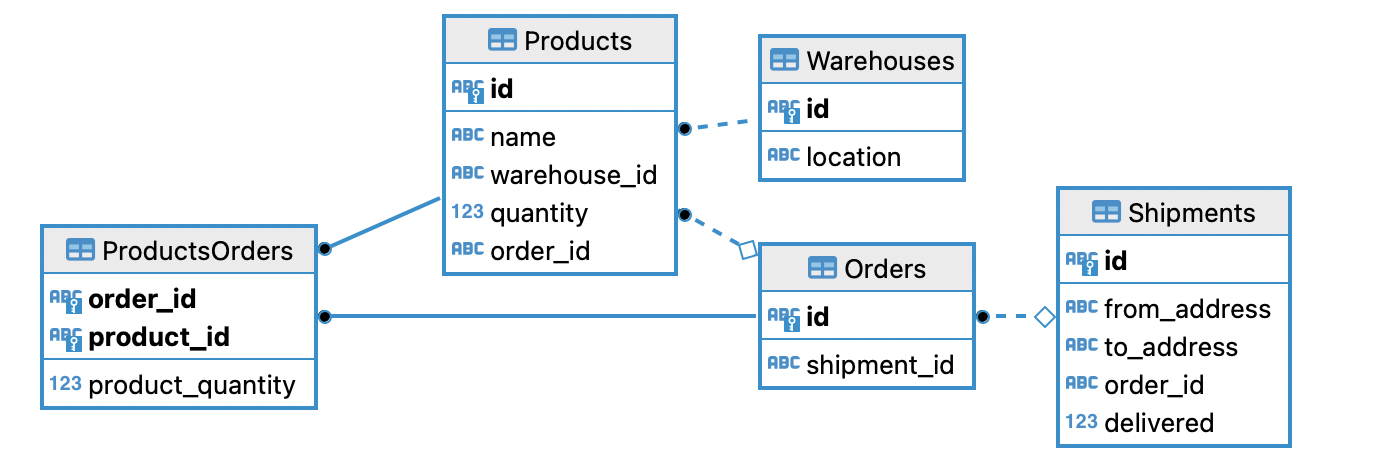 Products
ABC id
ABC name
ABC warehouse_id
123 quantity
ABC order_id
Warehouses
ABC id
ABC location
ProductsOrders
ABC order_id
ABC product_id
123 product_quantity
Orders
ABC id
ABC shipment_id
Shipments
ABC id
ABC from_address
ABC to_address
ABC order_id
123 delivered